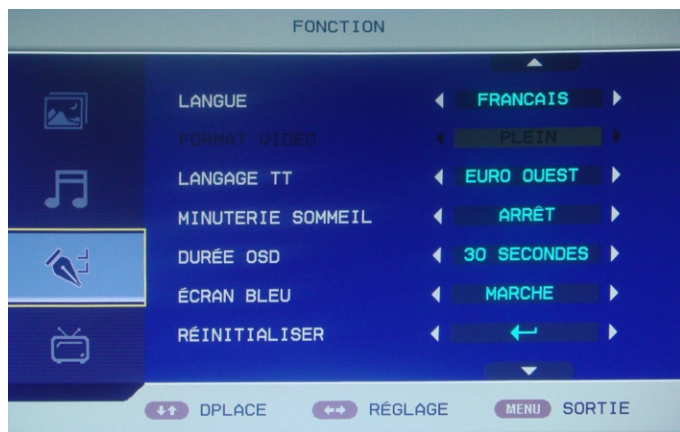 FONCTION
LANGUE FRANCAIS
FORMAT VIDEO PLEIN
LANGAGE TT EURO OUEST
MINUTERIE SOMMEIL ARRÊT
DURÉE OSD 30 SECONDES
ÉCRAN BLEU MARCHE
RÉINITIALISER
DPLACE RÉGLAGE MENU SORTIE